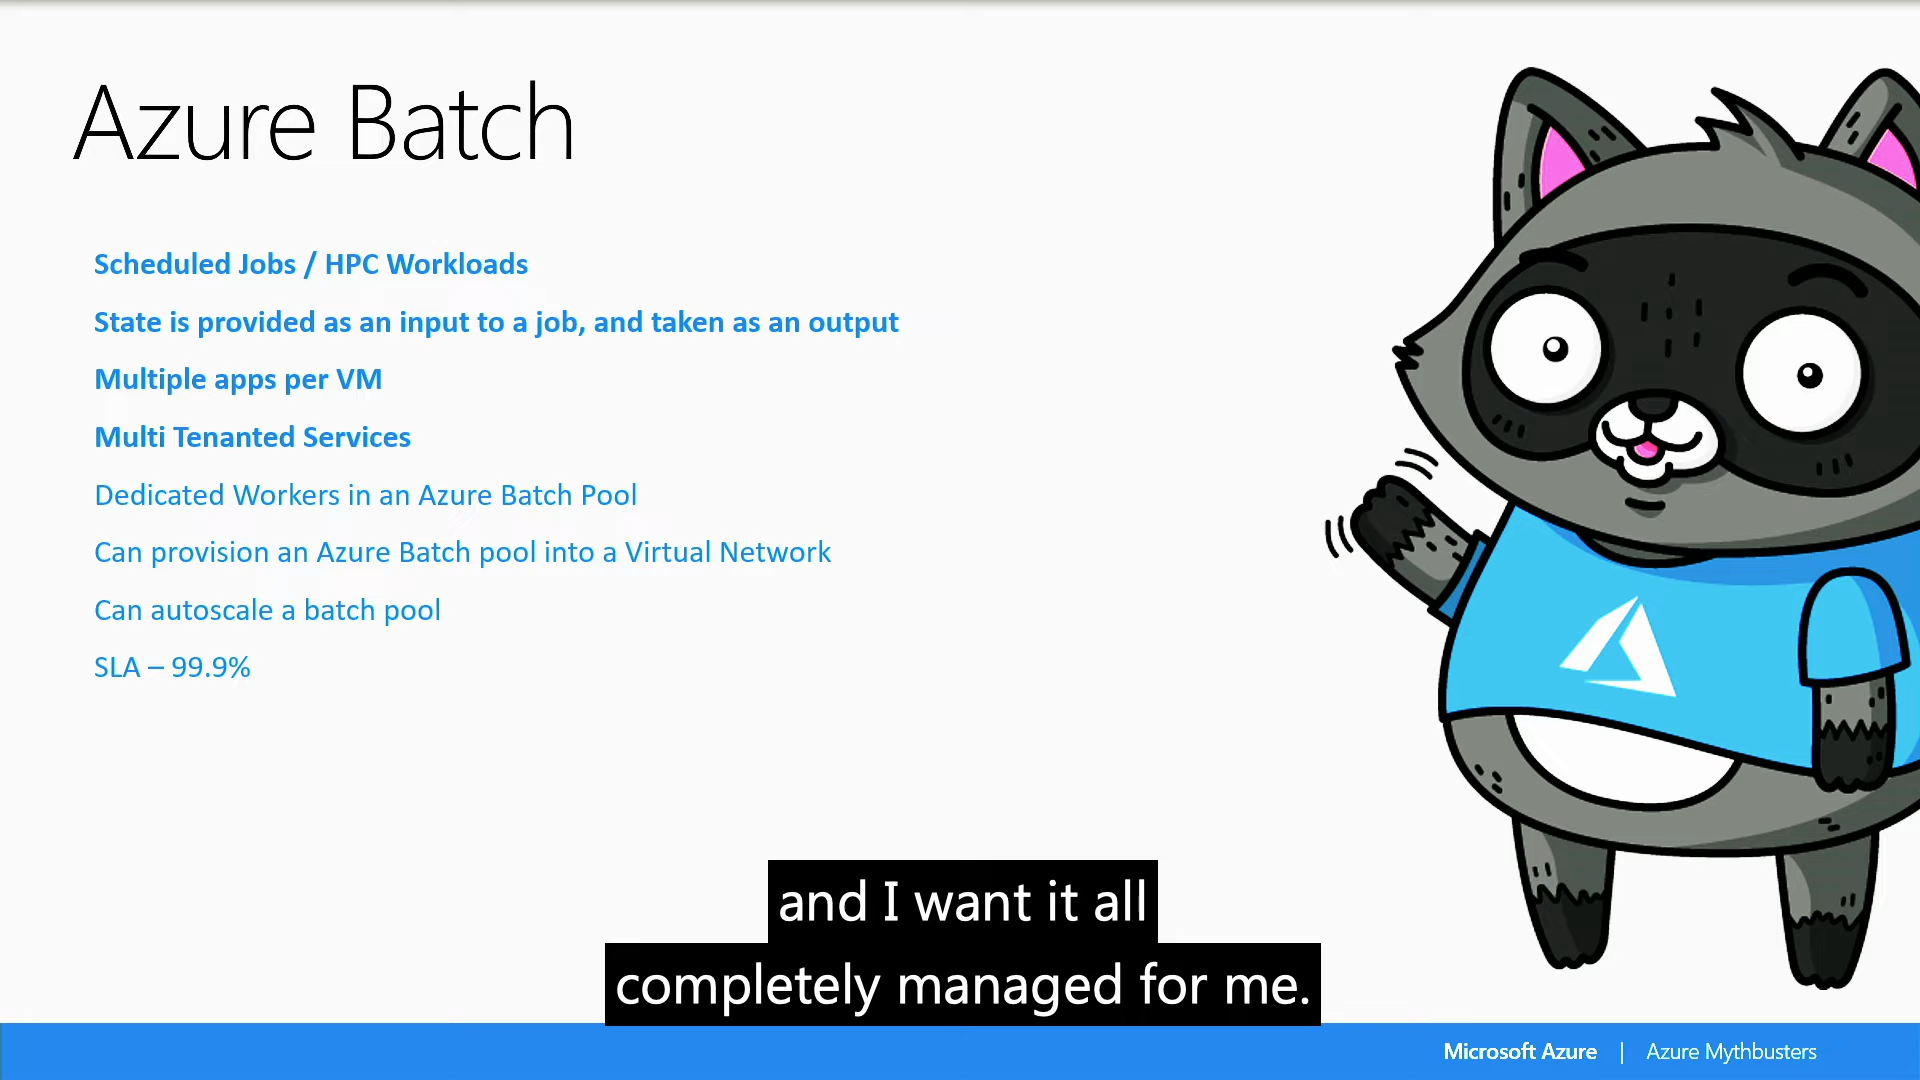 Azure Batch
Scheduled Jobs / HPC Workloads
State is provided as an input to a job, and taken as an output
Multiple apps per VM
Multi Tenanted Services
Dedicated Workers in an Azure Batch Pool
Can provision an Azure Batch pool into a Virtual Network
Can autoscale a batch pool
SLA – 99.9%
and I want it all
completely managed for me.
Microsoft Azure | Azure Mythbusters